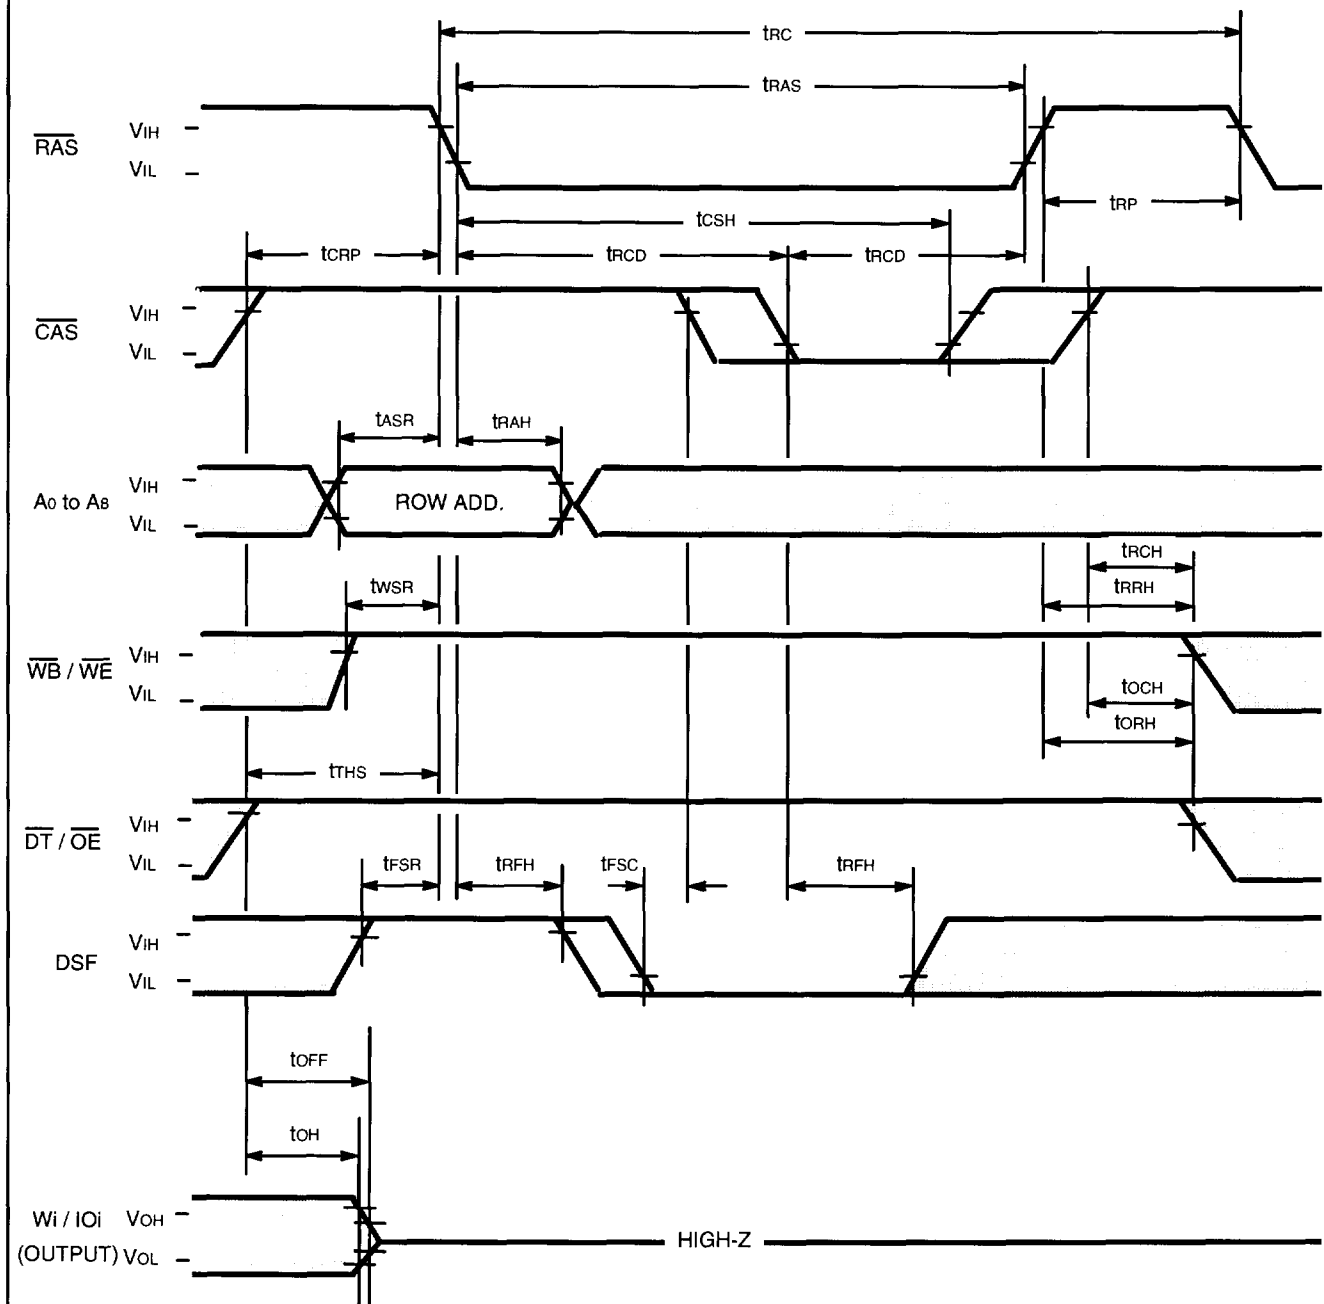 tRC
tRAS
RAS VIH
VIL
tRP
tCSH
tCRP tRCD tRCD
CAS VIH
VIL
tASR tRAH
A0 to A8 VIH ROW ADD.
VIL
tRCH
tWSR tRRH
WB / WE VIH
VIL
tOCH
tORH
tTHS
DT / OE VIH
VIL
tFSR tRFH tFSC tRFH
DSF VIH
VIL
tOFF
tOH
Wi / IOi VOH
HIGH-Z
(OUTPUT) VOL